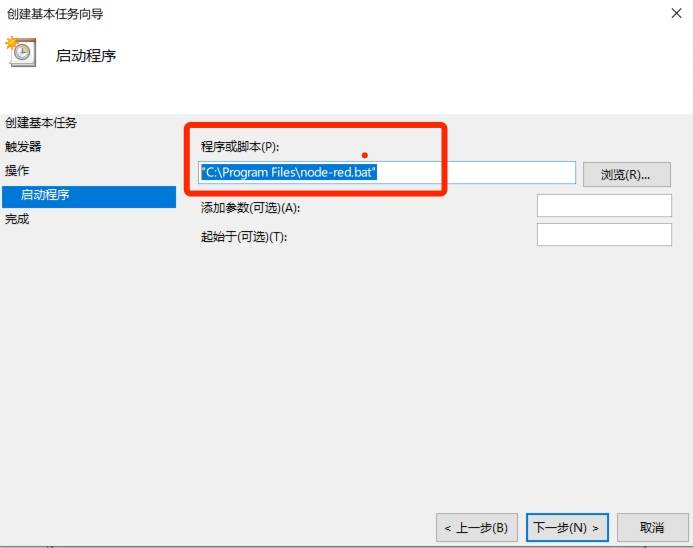 创建基本任务向导
启动程序
创建基本任务
触发器
操作
启动程序
完成
程序或脚本(P):
"C:\Program Files\node-red.bat"
浏览(R)...
添加参数(可选)(A):
起始于(可选)(T):
< 上一步(B)
下一步(N) >
取消